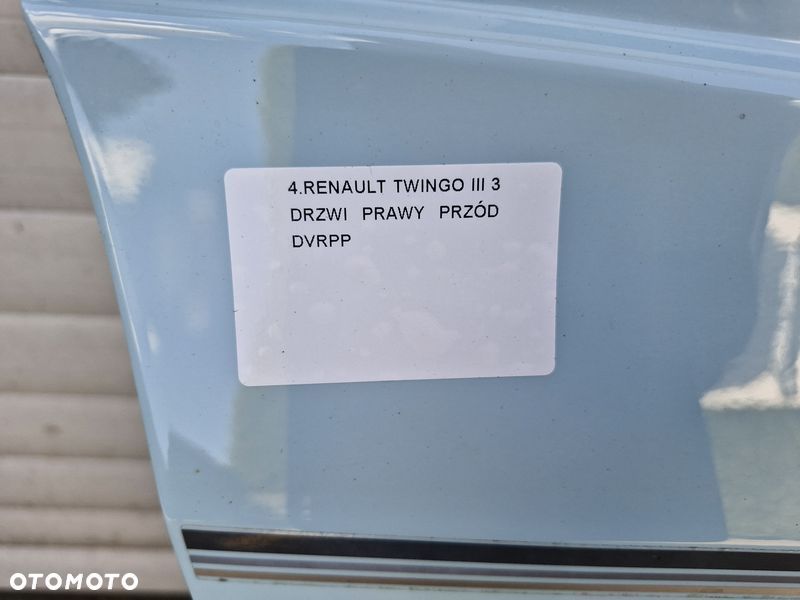 4.RENAULT TWINGO III 3
DRZWI PRAWY PRZÓD
DVRPP
OTOMOTO